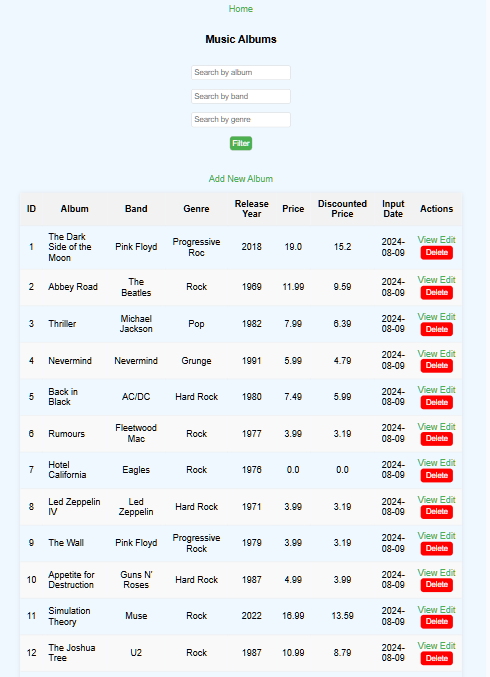 Home
Music Albums
Search by album
Search by band
Search by genre
Filter
Add New Album
ID Album Band Genre Release Year Price Discounted Price Input Date Actions
1 The Dark Side of the Moon Pink Floyd Progressive Roc 2018 19.0 15.2 2024-08-09 View Edit Delete
2 Abbey Road The Beatles Rock 1969 11.99 9.59 2024-08-09 View Edit Delete
3 Thriller Michael Jackson Pop 1982 7.99 6.39 2024-08-09 View Edit Delete
4 Nevermind Nevermind Grunge 1991 5.99 4.79 2024-08-09 View Edit Delete
5 Back in Black AC/DC Hard Rock 1980 7.49 5.99 2024-08-09 View Edit Delete
6 Rumours Fleetwood Mac Rock 1977 3.99 3.19 2024-08-09 View Edit Delete
7 Hotel California Eagles Rock 1976 0.0 0.0 2024-08-09 View Edit Delete
8 Led Zeppelin IV Led Zeppelin Hard Rock 1971 3.99 3.19 2024-08-09 View Edit Delete
9 The Wall Pink Floyd Progressive Rock 1979 3.99 3.19 2024-08-09 View Edit Delete
10 Appetite for Destruction Guns N' Roses Hard Rock 1987 4.99 3.99 2024-08-09 View Edit Delete
11 Simulation Theory Muse Rock 2022 16.99 13.59 2024-08-09 View Edit Delete
12 The Joshua Tree U2 Rock 1987 10.99 8.79 2024-08-09 View Edit Delete